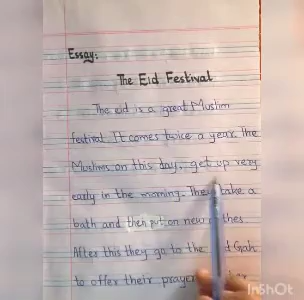 Essay:
The Eid Festival
The eid is a great Muslim
festival. It comes twice a year. The
Muslims on this day, get up very
early in the morning. They take a
bath and then put on new
After this they go to the Gah
to offer their prayer
InShOt